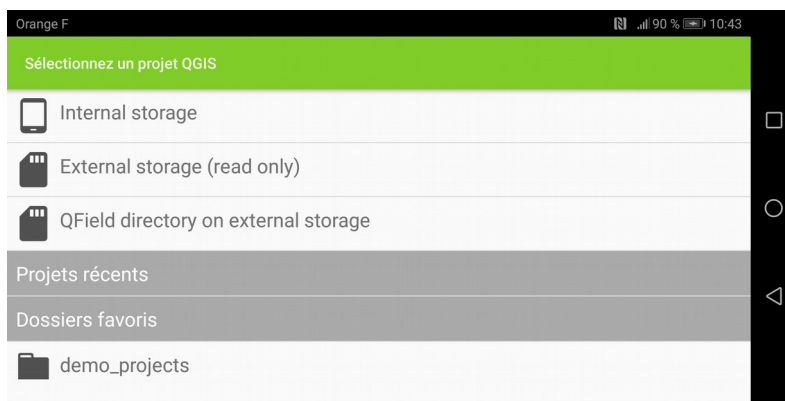 Orange F 90 % 10:43
Sélectionnez un projet QGIS
Internal storage
External storage (read only)
QField directory on external storage
Projets récents
Dossiers favoris
demo_projects